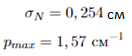 σ_N = 0,254 см
p_max = 1,57 см⁻¹